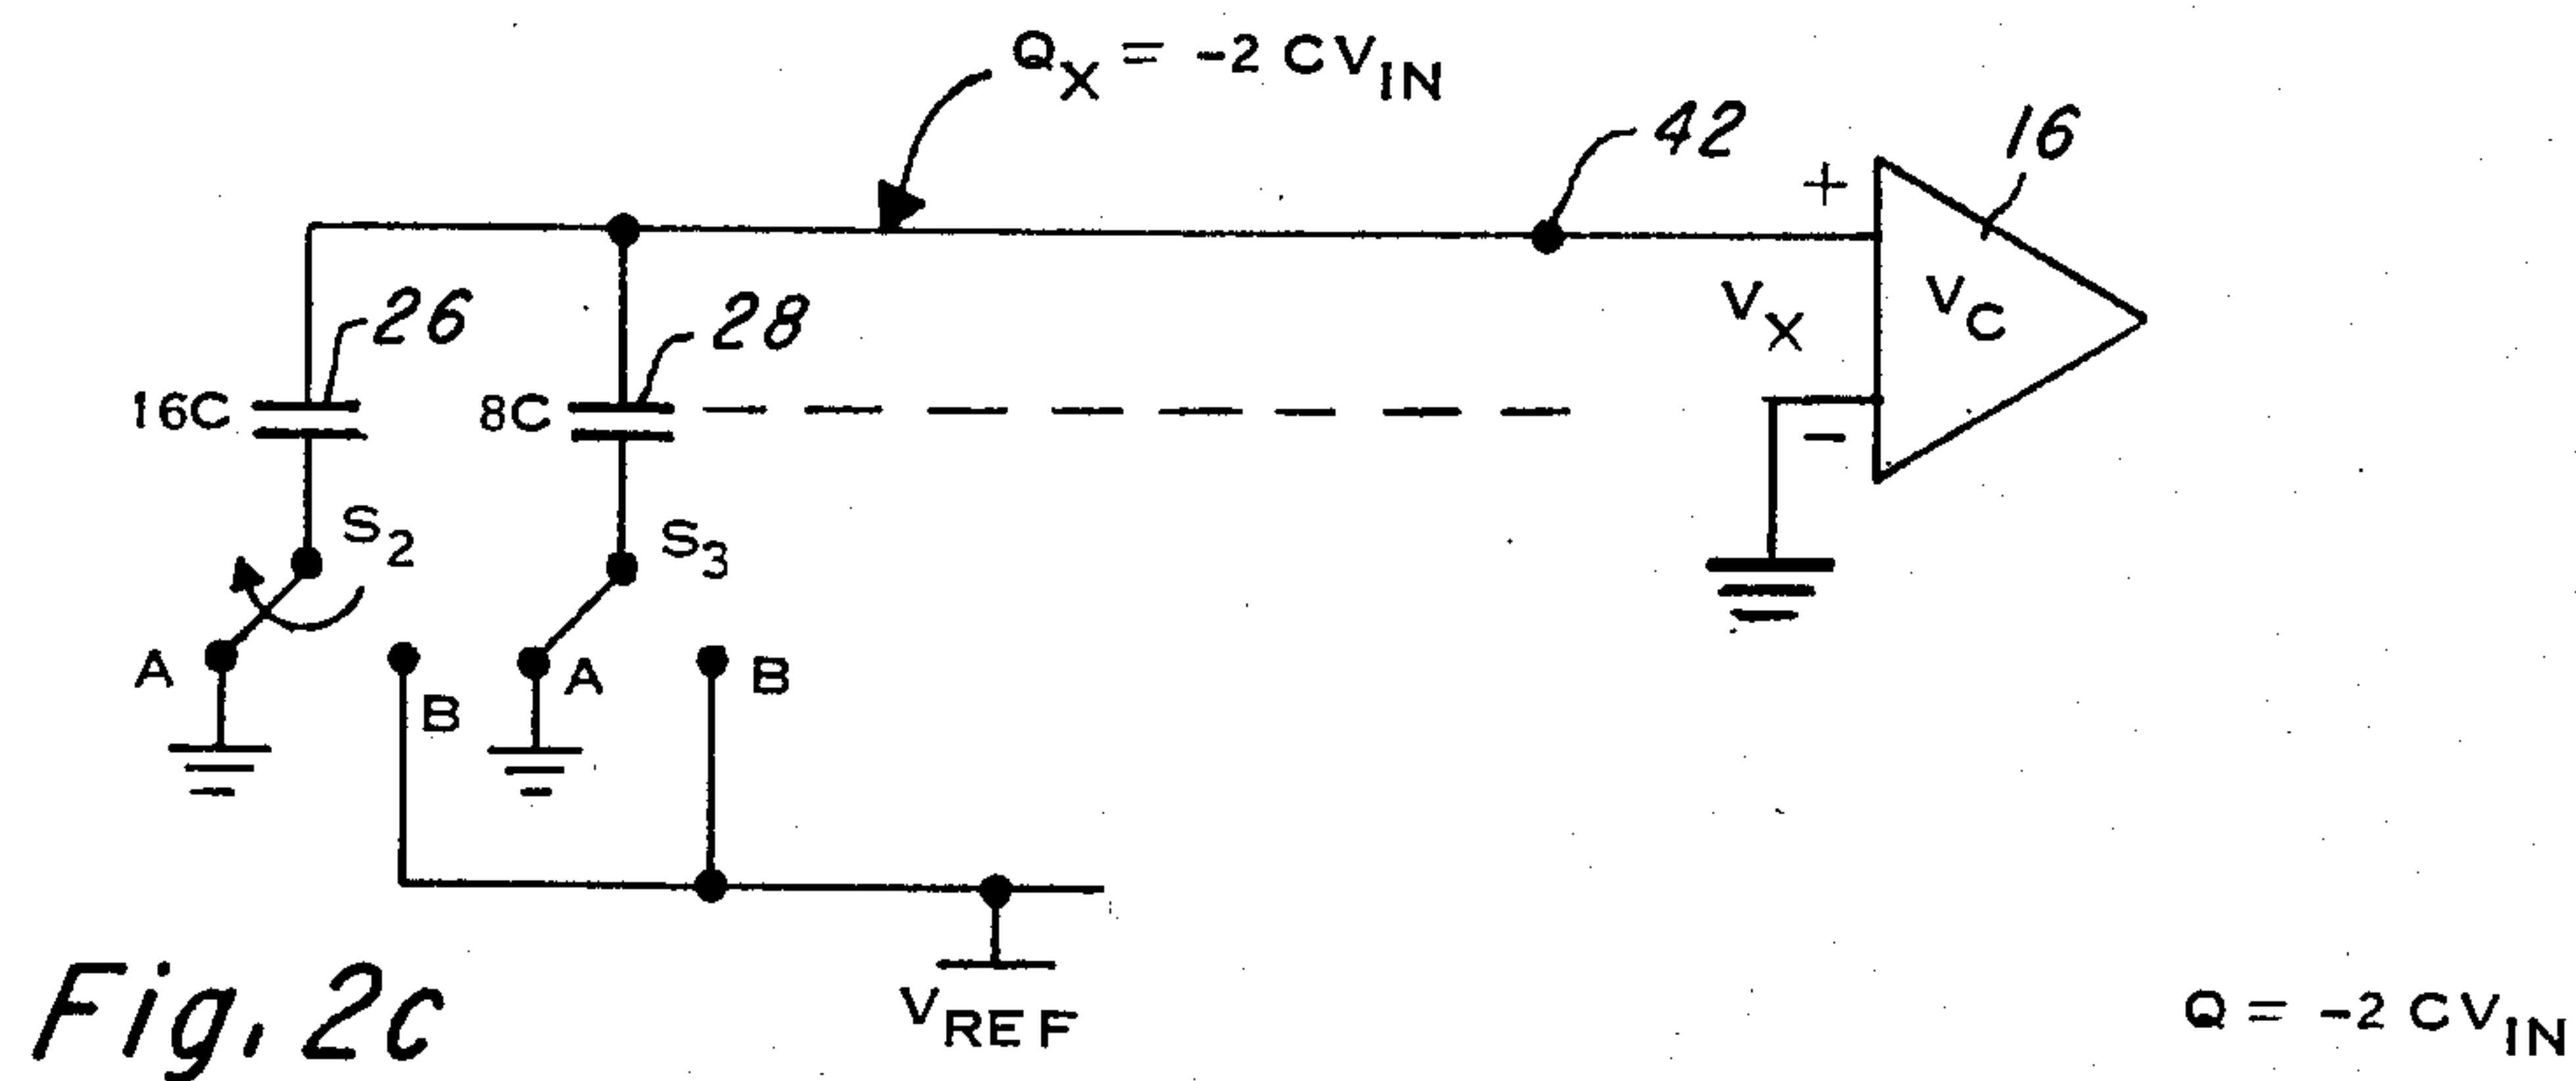 Q_X = -2 CV_IN
42
16
+
26
28
V_X
V_C
16C
8C
-
S_2
S_3
A
B
A
B
V_REF
Fig. 2c
Q = -2 CV_IN